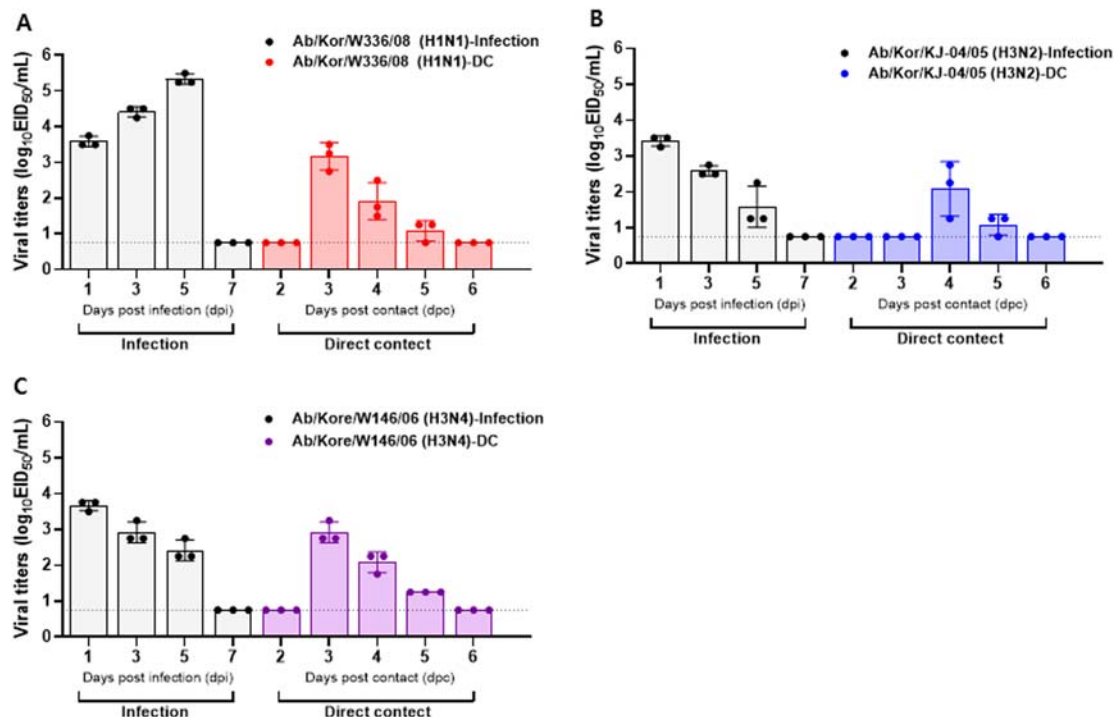 A
Ab/Kor/W336/08 (H1N1)-Infection
Ab/Kor/W336/08 (H1N1)-DC
Viral titers (log10EID50/mL)
6
5
4
3
2
1
0
1 3 5 7 2 3 4 5 6
Days post infection (dpi) Days post contact (dpc)
Infection Direct contect
B
Ab/Kor/KJ-04/05 (H3N2)-Infection
Ab/Kor/KJ-04/05 (H3N2)-DC
Viral titers (log10EID50/mL)
6
5
4
3
2
1
0
1 3 5 7 2 3 4 5 6
Days post infection (dpi) Days post contact (dpc)
Infection Direct contect
C
Ab/Kore/W146/06 (H3N4)-Infection
Ab/Kore/W146/06 (H3N4)-DC
Viral titers (log10EID50/mL)
6
5
4
3
2
1
0
1 3 5 7 2 3 4 5 6
Days post infection (dpi) Days post contact (dpc)
Infection Direct contect